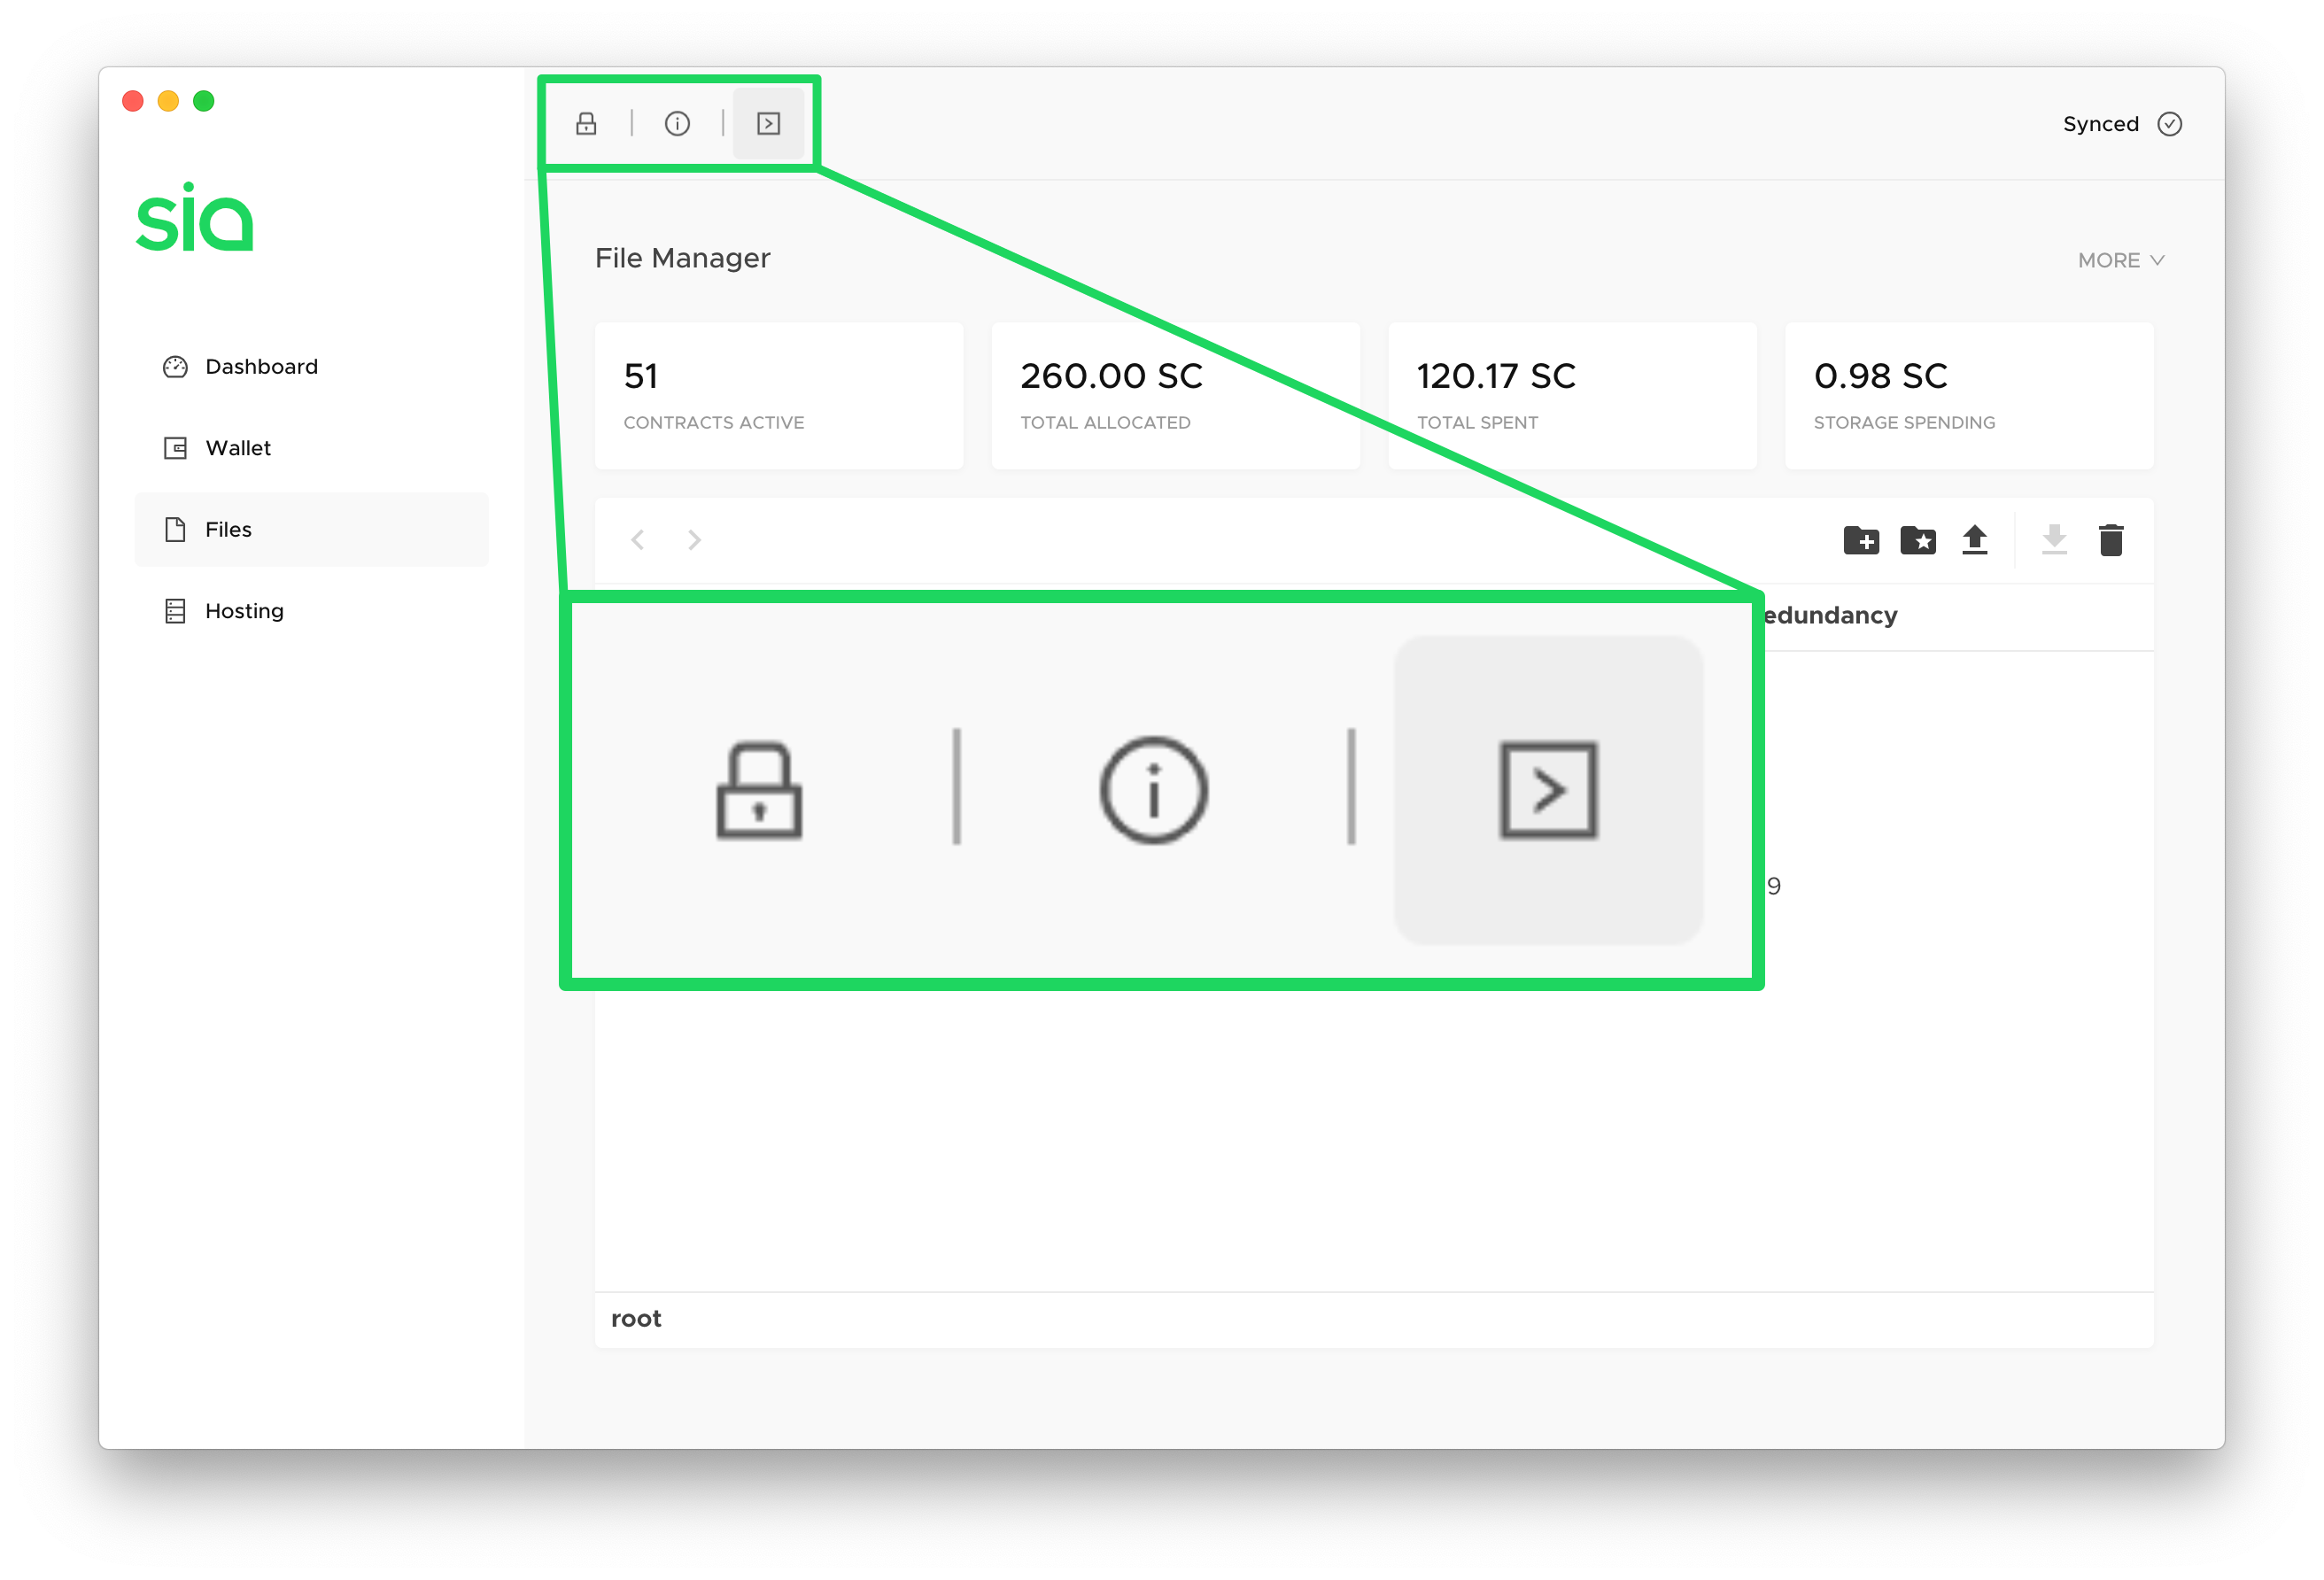 Synced
sia
File Manager
MORE
Dashboard
Wallet
Files
Hosting
51
CONTRACTS ACTIVE
260.00 SC
TOTAL ALLOCATED
120.17 SC
TOTAL SPENT
0.98 SC
STORAGE SPENDING
edundancy
9
root